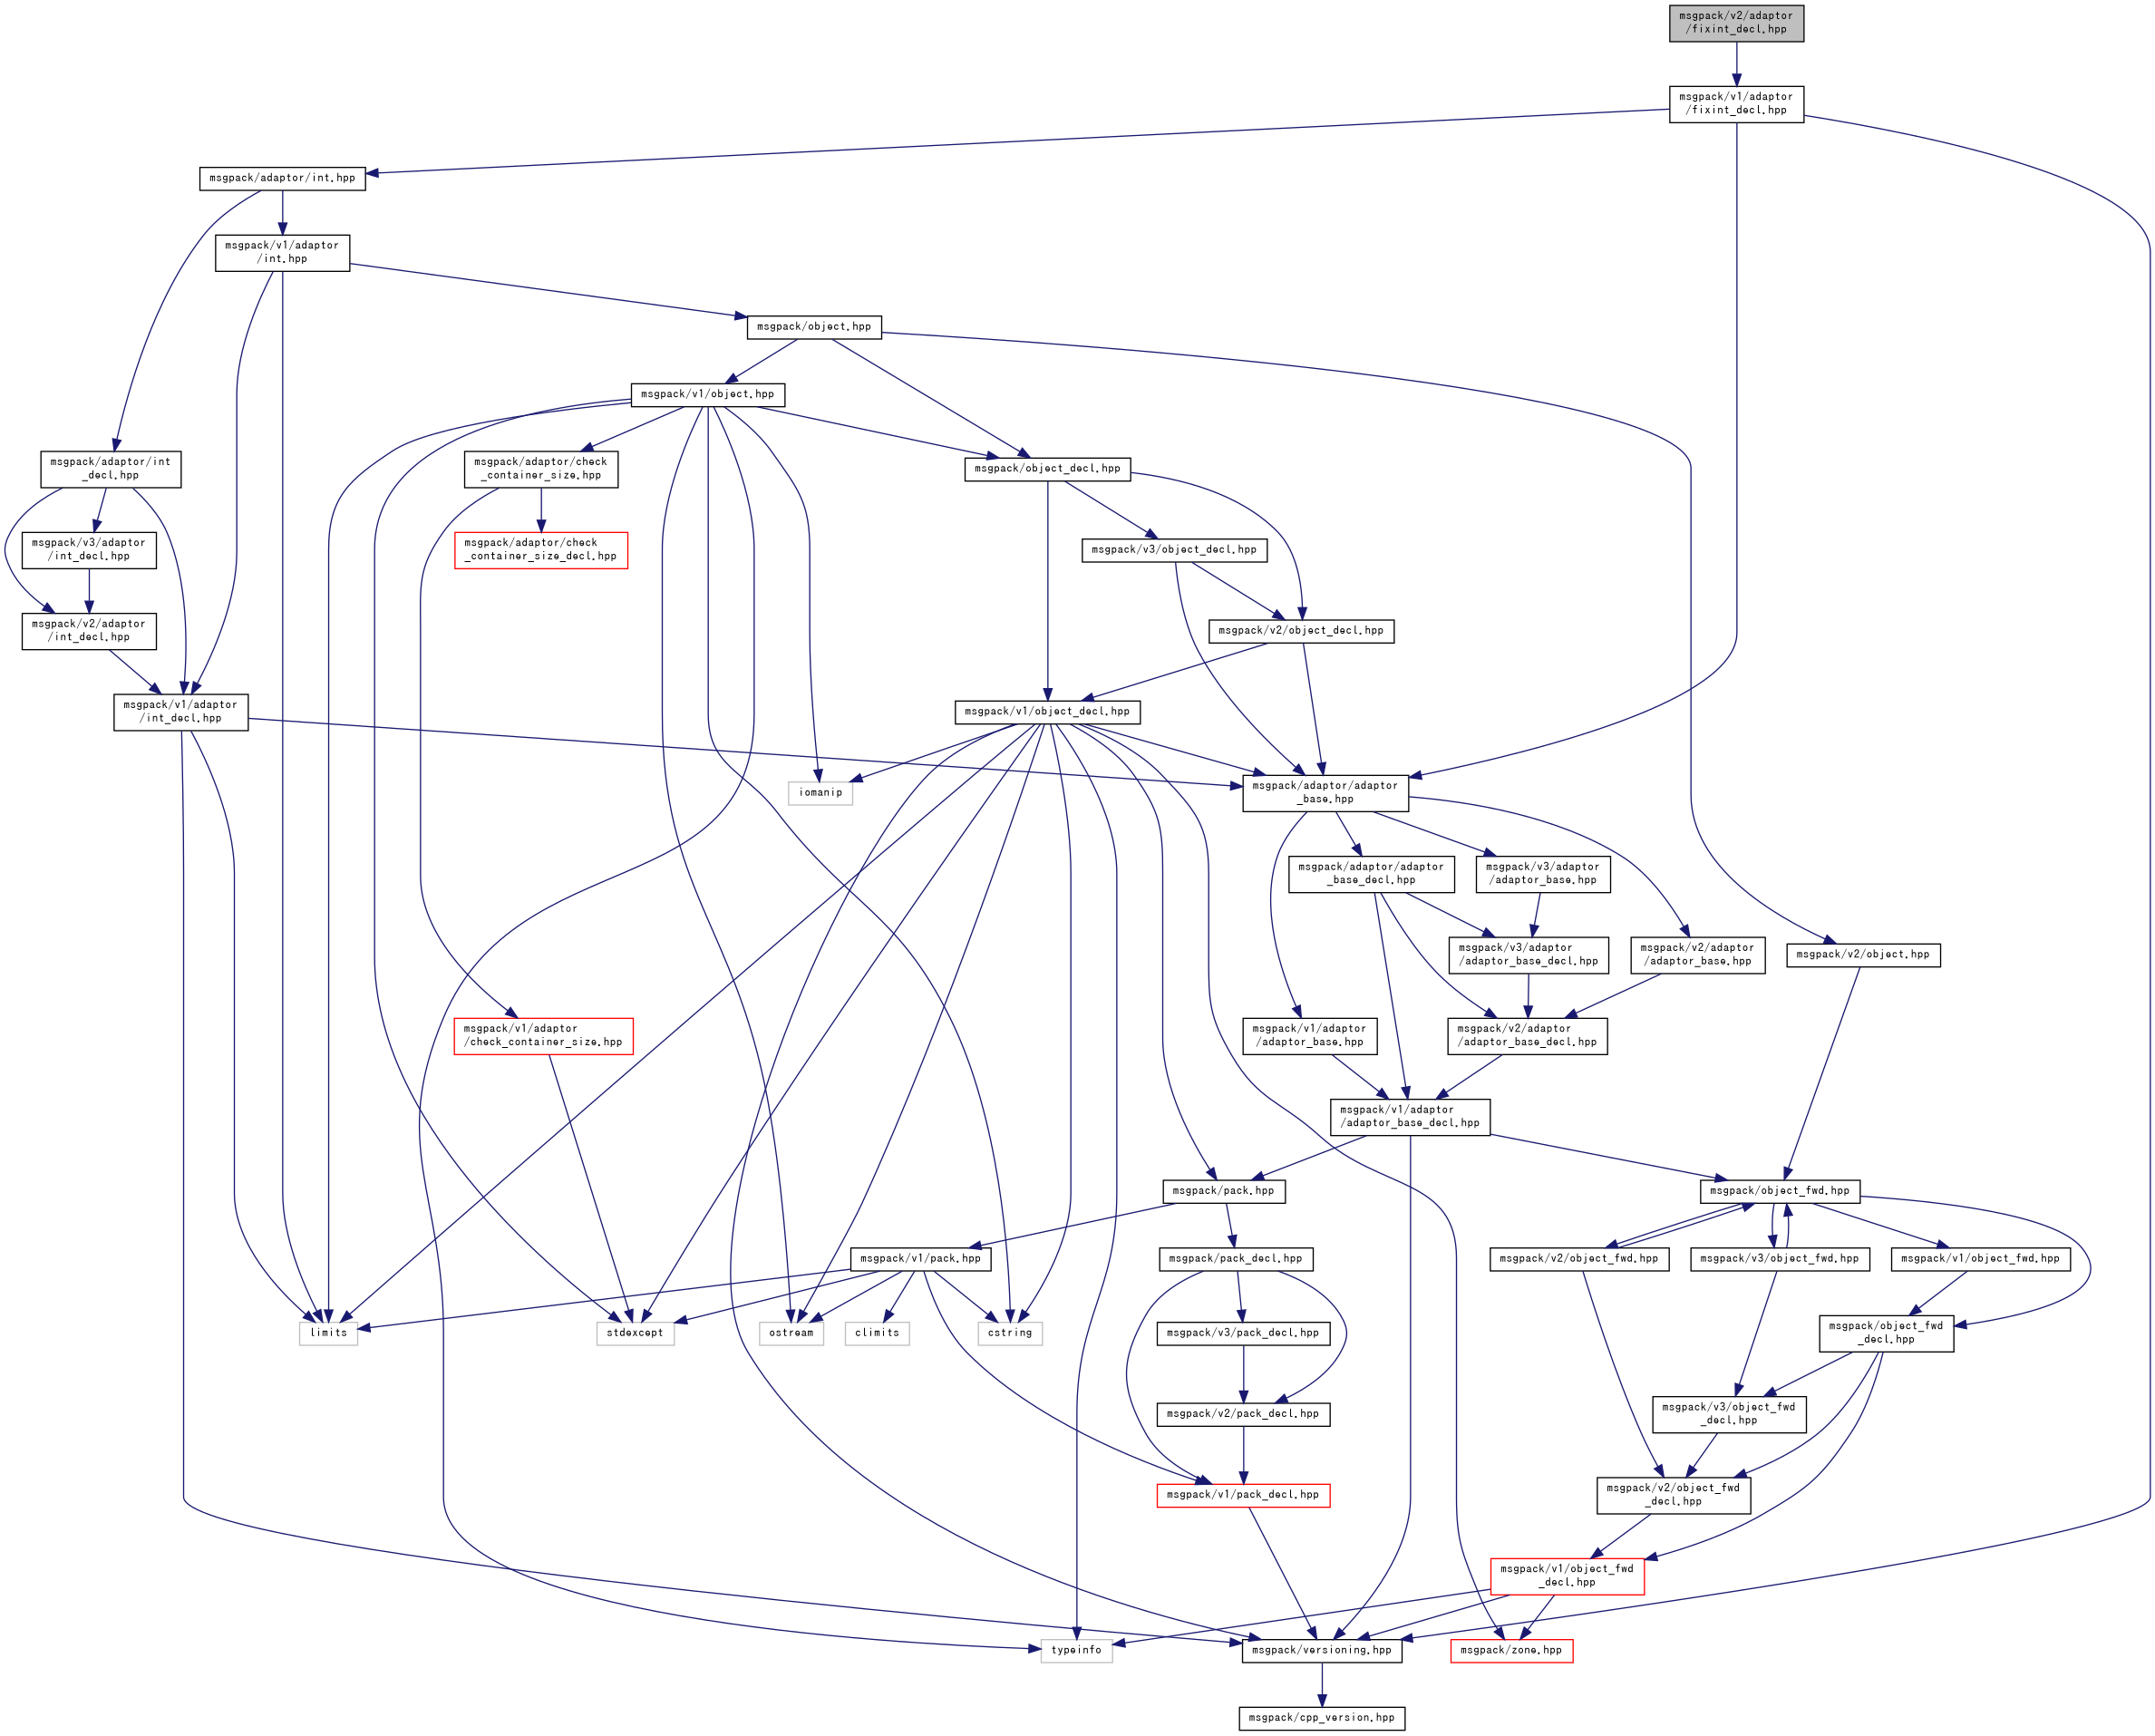 msgpack/v2/adaptor
/fixint_decl.hpp
msgpack/v1/adaptor
/fixint_decl.hpp
msgpack/adaptor/int.hpp
msgpack/v1/adaptor
/int.hpp
msgpack/object.hpp
msgpack/v1/object.hpp
msgpack/adaptor/int
_decl.hpp
msgpack/adaptor/check
_container_size.hpp
msgpack/object_decl.hpp
msgpack/v3/adaptor
/int_decl.hpp
msgpack/adaptor/check
_container_size_decl.hpp
msgpack/v3/object_decl.hpp
msgpack/v2/adaptor
/int_decl.hpp
msgpack/v2/object_decl.hpp
msgpack/v1/adaptor
/int_decl.hpp
msgpack/v1/object_decl.hpp
iomanip
msgpack/adaptor/adaptor
_base.hpp
msgpack/adaptor/adaptor
_base_decl.hpp
msgpack/v3/adaptor
/adaptor_base.hpp
msgpack/v3/adaptor
/adaptor_base_decl.hpp
msgpack/v2/adaptor
/adaptor_base.hpp
msgpack/v2/object.hpp
msgpack/v1/adaptor
/check_container_size.hpp
msgpack/v1/adaptor
/adaptor_base.hpp
msgpack/v2/adaptor
/adaptor_base_decl.hpp
msgpack/v1/adaptor
/adaptor_base_decl.hpp
msgpack/pack.hpp
msgpack/object_fwd.hpp
msgpack/v1/pack.hpp
msgpack/pack_decl.hpp
msgpack/v2/object_fwd.hpp
msgpack/v3/object_fwd.hpp
msgpack/v1/object_fwd.hpp
limits
stdexcept
ostream
climits
cstring
msgpack/v3/pack_decl.hpp
msgpack/object_fwd
_decl.hpp
msgpack/v2/pack_decl.hpp
msgpack/v3/object_fwd
_decl.hpp
msgpack/v1/pack_decl.hpp
msgpack/v2/object_fwd
_decl.hpp
msgpack/v1/object_fwd
_decl.hpp
typeinfo
msgpack/versioning.hpp
msgpack/zone.hpp
msgpack/cpp_version.hpp